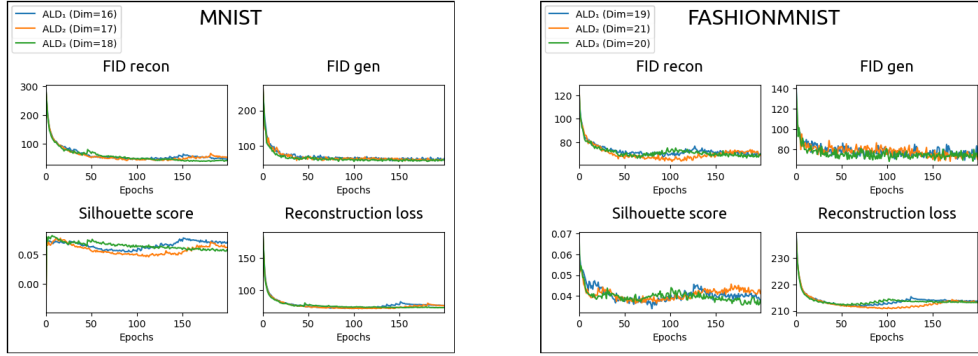 MNIST
ALD₁ (Dim=16)
ALD₂ (Dim=17)
ALD₃ (Dim=18)
FID recon
300
200
100
0 50 100 150
Epochs
FID gen
200
100
0 50 100 150
Epochs
Silhouette score
0.05
0.00
0 50 100 150
Epochs
Reconstruction loss
150
100
0 50 100 150
Epochs
FASHIONMNIST
ALD₁ (Dim=19)
ALD₂ (Dim=21)
ALD₃ (Dim=20)
FID recon
120
100
80
0 50 100 150
Epochs
FID gen
140
120
100
80
0 50 100 150
Epochs
Silhouette score
0.07
0.06
0.05
0.04
0 50 100 150
Epochs
Reconstruction loss
230
220
210
0 50 100 150
Epochs